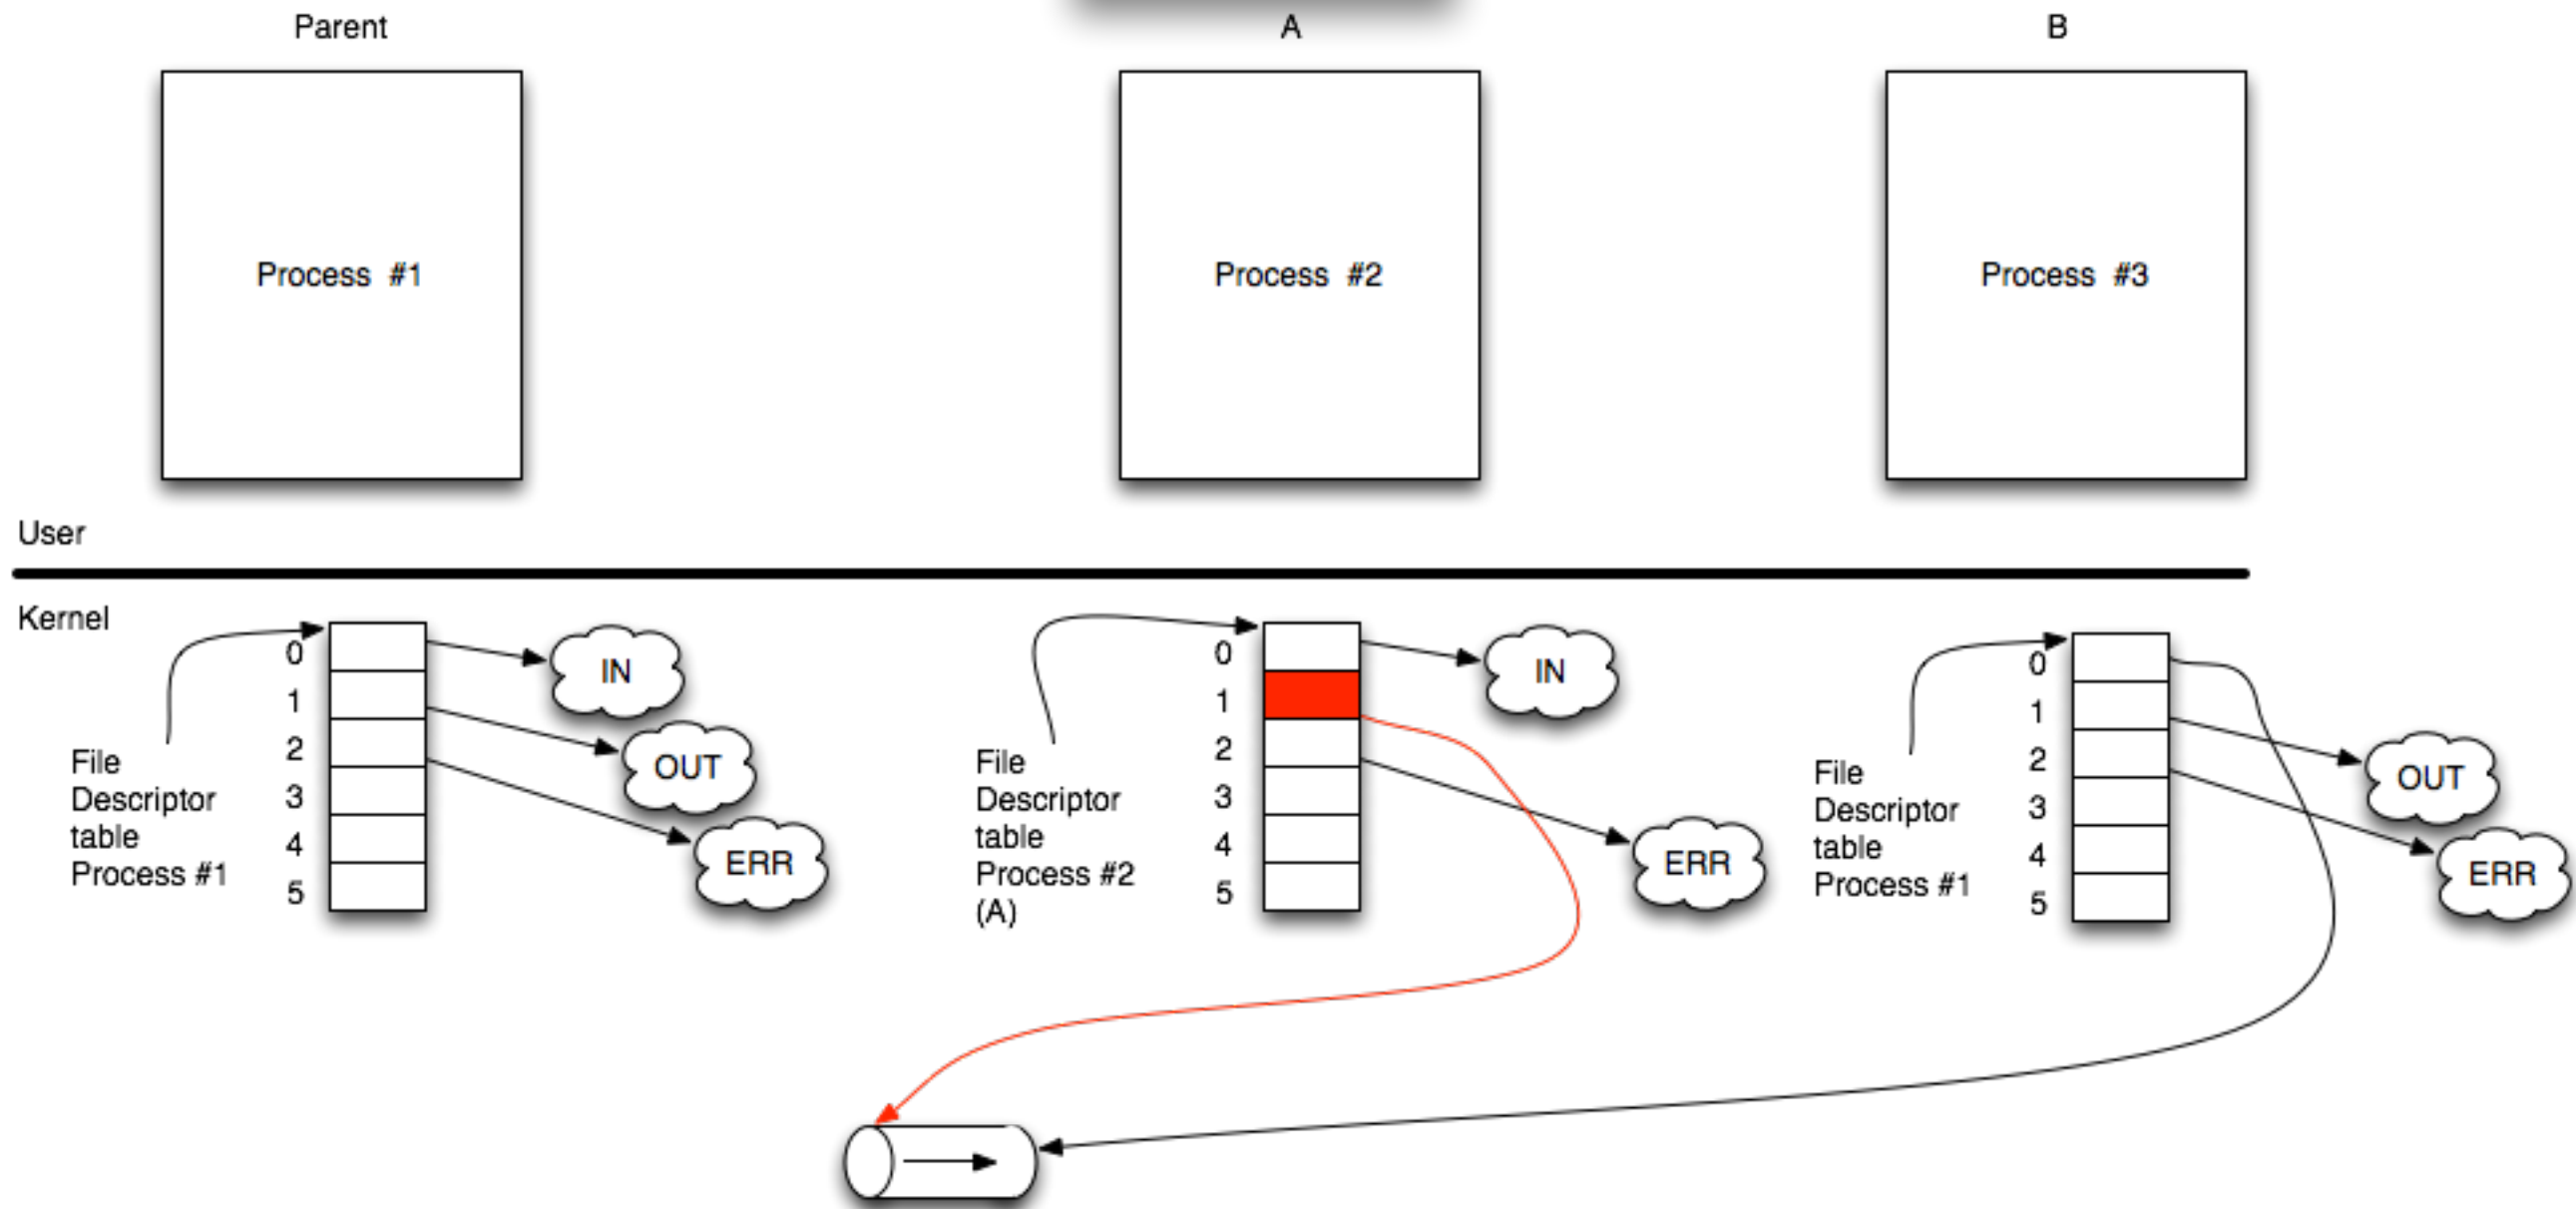 Parent
A
B
Process #1
Process #2
Process #3
User
Kernel
0
1
2
3
4
5
IN
OUT
ERR
File
Descriptor
table
Process #1
0
1
2
3
4
5
IN
ERR
File
Descriptor
table
Process #2
(A)
0
1
2
3
4
5
OUT
ERR
File
Descriptor
table
Process #1